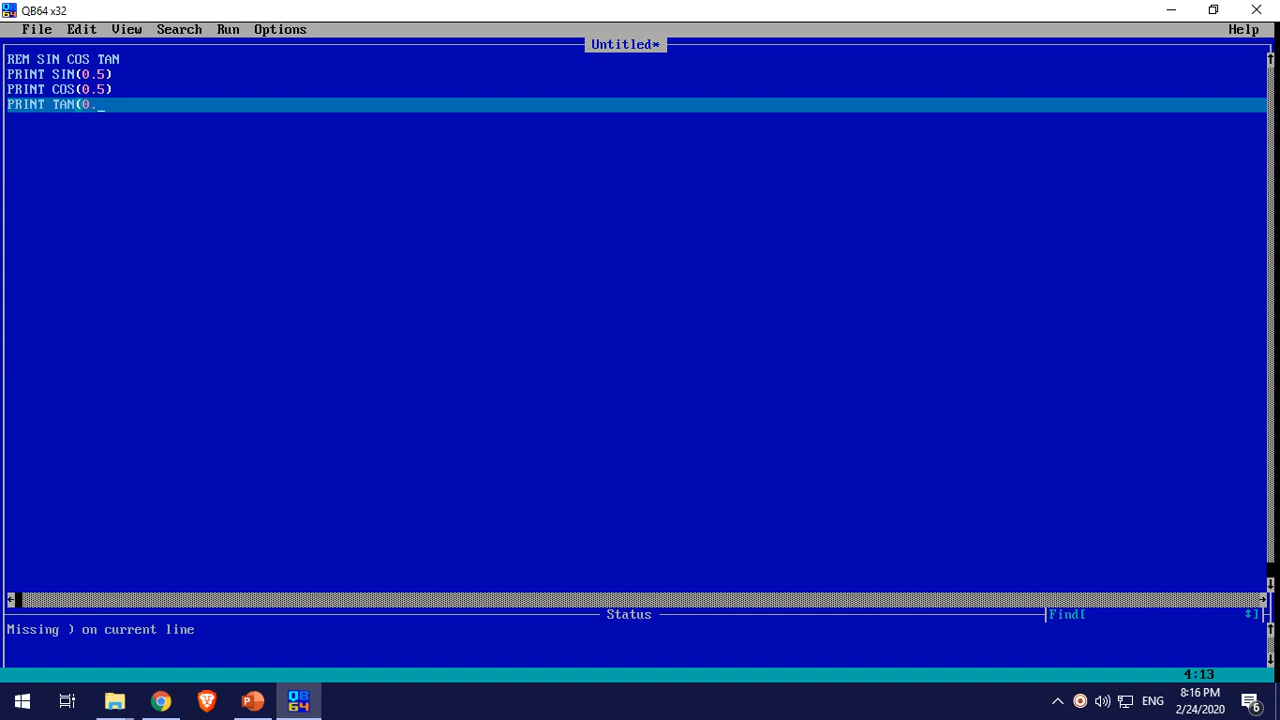 QB64 x32
File Edit View Search Run Options Help
Untitled*
REM SIN COS TAN
PRINT SIN(0.5)
PRINT COS(0.5)
PRINT TAN(0._
Status
Find[ ]
Missing ) on current line
4:13
ENG
8:16 PM
2/24/2020
6